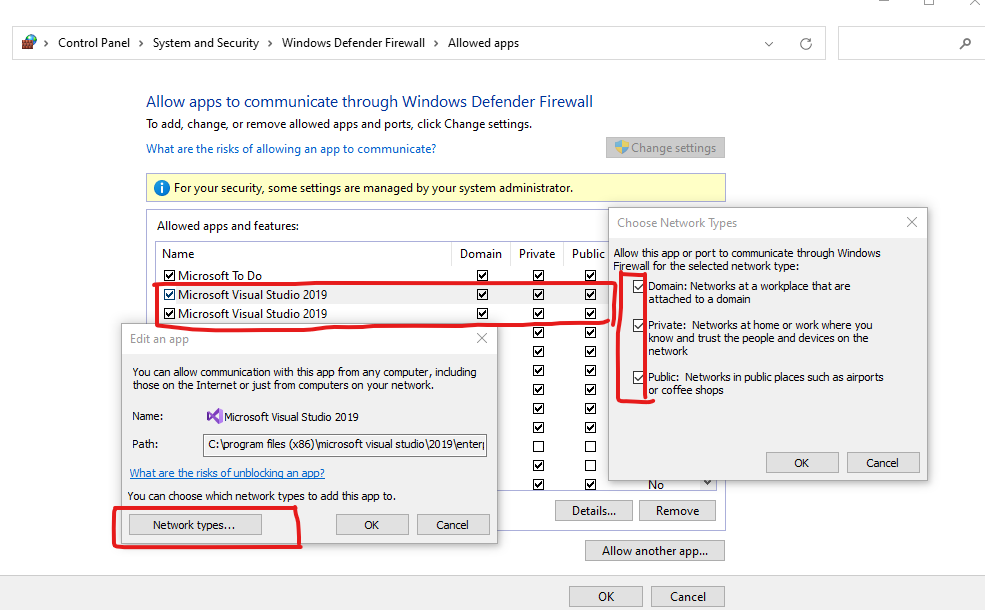 Control Panel > System and Security > Windows Defender Firewall > Allowed apps
Allow apps to communicate through Windows Defender Firewall
To add, change, or remove allowed apps and ports, click Change settings.
What are the risks of allowing an app to communicate?
Change settings
For your security, some settings are managed by your system administrator.
Allowed apps and features:
Name Domain Private Public
Microsoft To Do
Microsoft Visual Studio 2019
Microsoft Visual Studio 2019
No
Details...
Remove
Allow another app...
OK
Cancel
Edit an app
You can allow communication with this app from any computer, including
those on the Internet or just from computers on your network.
Name: Microsoft Visual Studio 2019
Path: C:\program files (x86)\microsoft visual studio\2019\enterp
What are the risks of unblocking an app?
You can choose which network types to add this app to.
Network types...
OK
Cancel
Choose Network Types
Allow this app or port to communicate through Windows
Firewall for the selected network type:
Domain: Networks at a workplace that are
attached to a domain
Private: Networks at home or work where you
know and trust the people and devices on the
network
Public: Networks in public places such as airports
or coffee shops
OK
Cancel